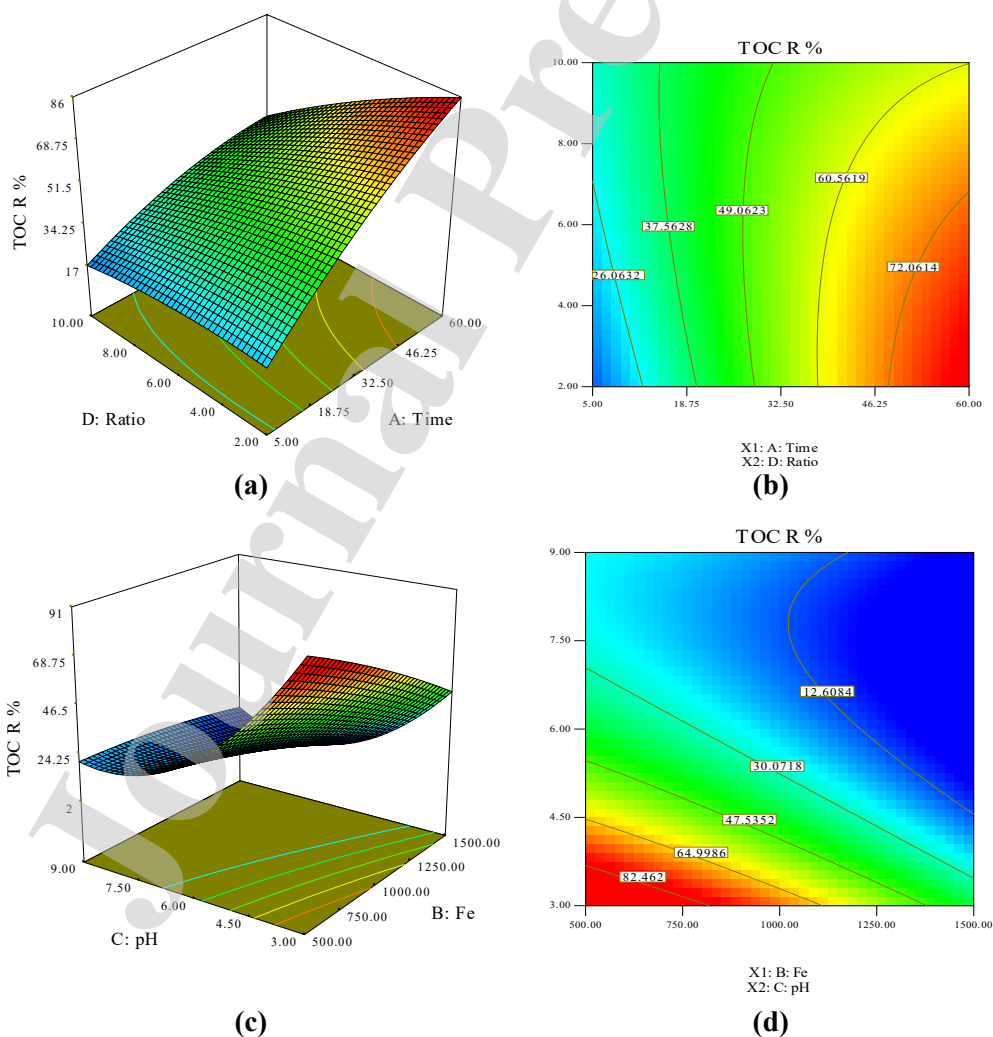 86
68.75
51.5
34.25
17
TOC R %
10.00
8.00
6.00
4.00
2.00
D: Ratio
60.00
46.25
32.50
18.75
5.00
A: Time
(a)
TOC R %
10.00
8.00
6.00
4.00
2.00
5.00 18.75 32.50 46.25 60.00
26.0632
37.5628
49.0623
60.5619
72.0614
X1: A: Time
X2: D: Ratio
(b)
91
68.75
46.5
24.25
2
TOC R %
9.00
7.50
6.00
4.50
3.00
C: pH
1500.00
1250.00
1000.00
750.00
500.00
B: Fe
(c)
TOC R %
9.00
7.50
6.00
4.50
3.00
500.00 750.00 1000.00 1250.00 1500.00
12.6084
30.0718
47.5352
64.9986
82.462
X1: B: Fe
X2: C: pH
(d)
Journal Pre